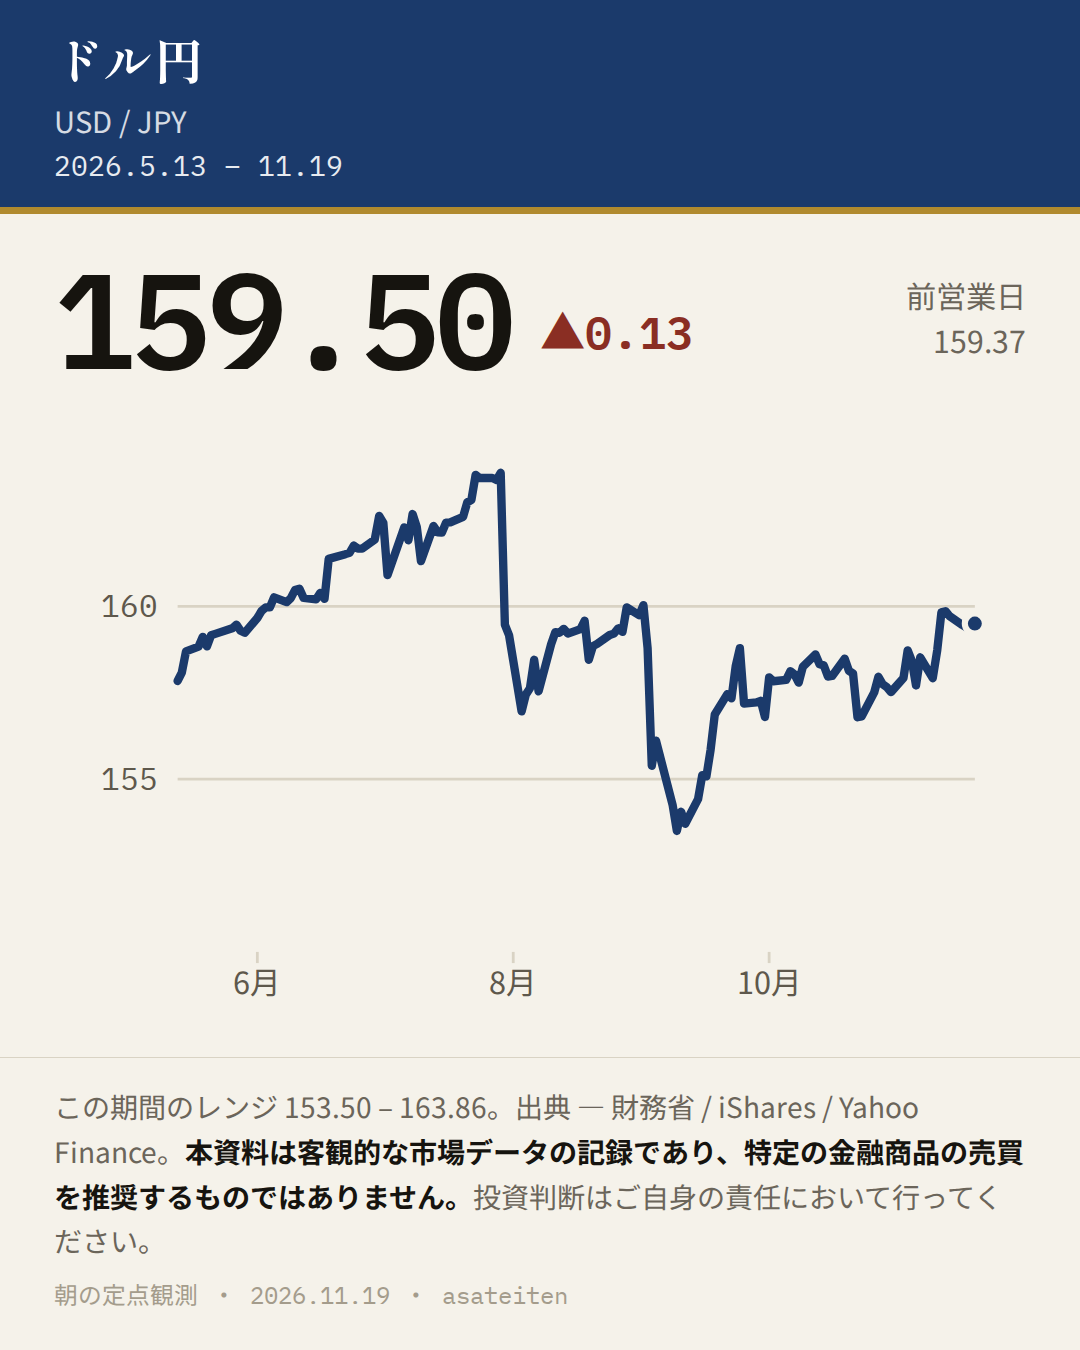 ドル円
USD / JPY
2026.5.13 – 11.19
159.50 ▲0.13
前営業日
159.37
160
155
6月 8月 10月
この期間のレンジ 153.50 – 163.86。出典 — 財務省 / iShares / Yahoo
Finance。本資料は客観的な市場データの記録であり、特定の金融商品の売買
を推奨するものではありません。投資判断はご自身の責任において行ってく
ださい。
朝の定点観測 ・ 2026.11.19 ・ asateiten